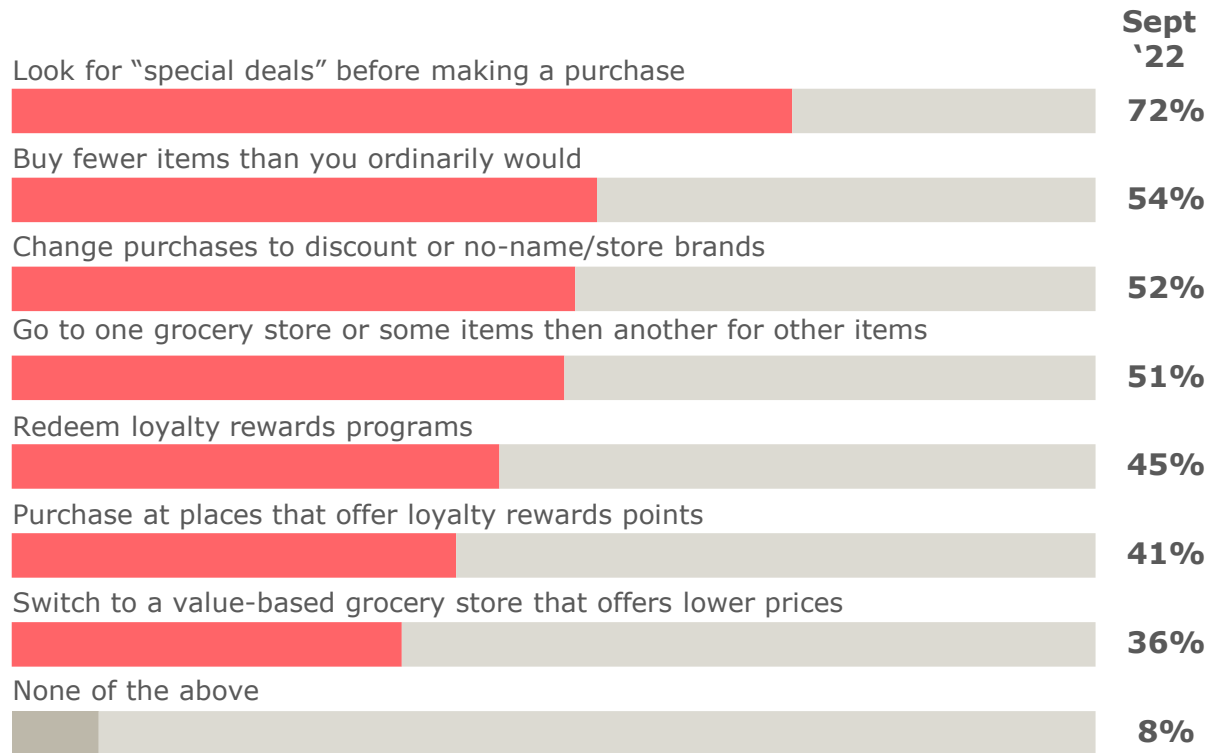 Sept
‘22
Look for “special deals” before making a purchase
72%
Buy fewer items than you ordinarily would
54%
Change purchases to discount or no-name/store brands
52%
Go to one grocery store or some items then another for other items
51%
Redeem loyalty rewards programs
45%
Purchase at places that offer loyalty rewards points
41%
Switch to a value-based grocery store that offers lower prices
36%
None of the above
8%